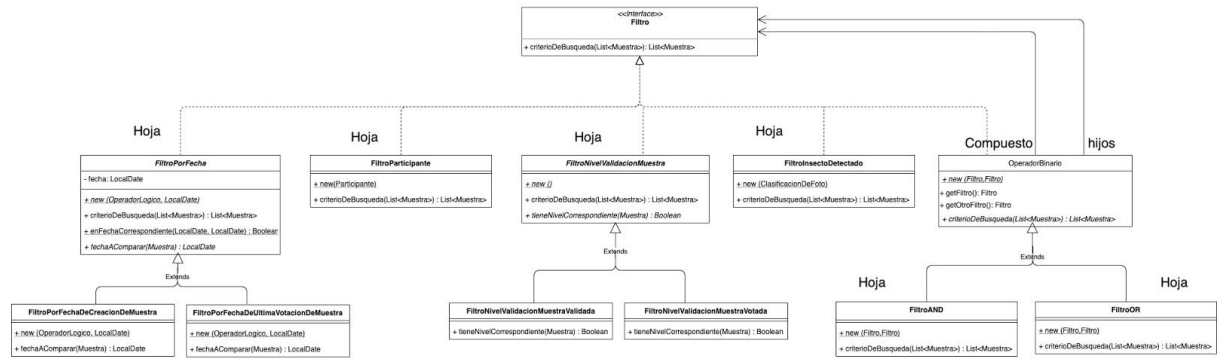 <<Interface>>
Filtro
+ criterioDeBusqueda(List<Muestra>): List<Muestra>
Hoja
Hoja
Hoja
Hoja
Compuesto
hijos
FiltroPorFecha
- fecha: LocalDate
+ new (OperadorLogico, LocalDate)
+ criterioDeBusqueda(List<Muestra>) : List<Muestra>
+ enFechaCorrespondiente(LocalDate, LocalDate) : Boolean
+ fechaAComparar(Muestra) : LocalDate
FiltroParticipante
+ new(Participante)
+ criterioDeBusqueda(List<Muestra>) : List<Muestra>
FiltroNivelValidacionMuestra
+ new ()
+ criterioDeBusqueda(List<Muestra>) : List<Muestra>
+ tieneNivelCorrespondiente(Muestra) : Boolean
FiltroInsectoDetectado
+ new (ClasificacionDeFoto)
+ criterioDeBusqueda(List<Muestra>) : List<Muestra>
OperadorBinario
+ new (Filtro,Filtro)
+ getFiltro(): Filtro
+ getOtroFiltro(): Filtro
+ criterioDeBusqueda(List<Muestra>) : List<Muestra>
Extends
Extends
Extends
Hoja
Hoja
FiltroPorFechaDeCreacionDeMuestra
+ new (OperadorLogico, LocalDate)
+ fechaAComparar(Muestra) : LocalDate
FiltroPorFechaDeUltimaVotacionDeMuestra
+ new (OperadorLogico, LocalDate)
+ fechaAComparar(Muestra) : LocalDate
FiltroNivelValidacionMuestraValidada
+ tieneNivelCorrespondiente(Muestra) : Boolean
FiltroNivelValidacionMuestraVotada
+ tieneNivelCorrespondiente(Muestra) : Boolean
FiltroAND
+ new (Filtro,Filtro)
+ criterioDeBusqueda(List<Muestra>) : List<Muestra>
FiltroOR
+ new (Filtro,Filtro)
+ criterioDeBusqueda(List<Muestra>) : List<Muestra>